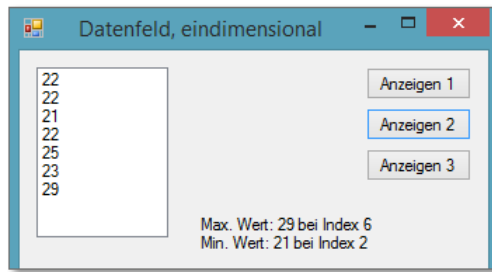 Datenfeld, eindimensional
22
22
21
22
25
23
29
Anzeigen 1
Anzeigen 2
Anzeigen 3
Max. Wert: 29 bei Index 6
Min. Wert: 21 bei Index 2